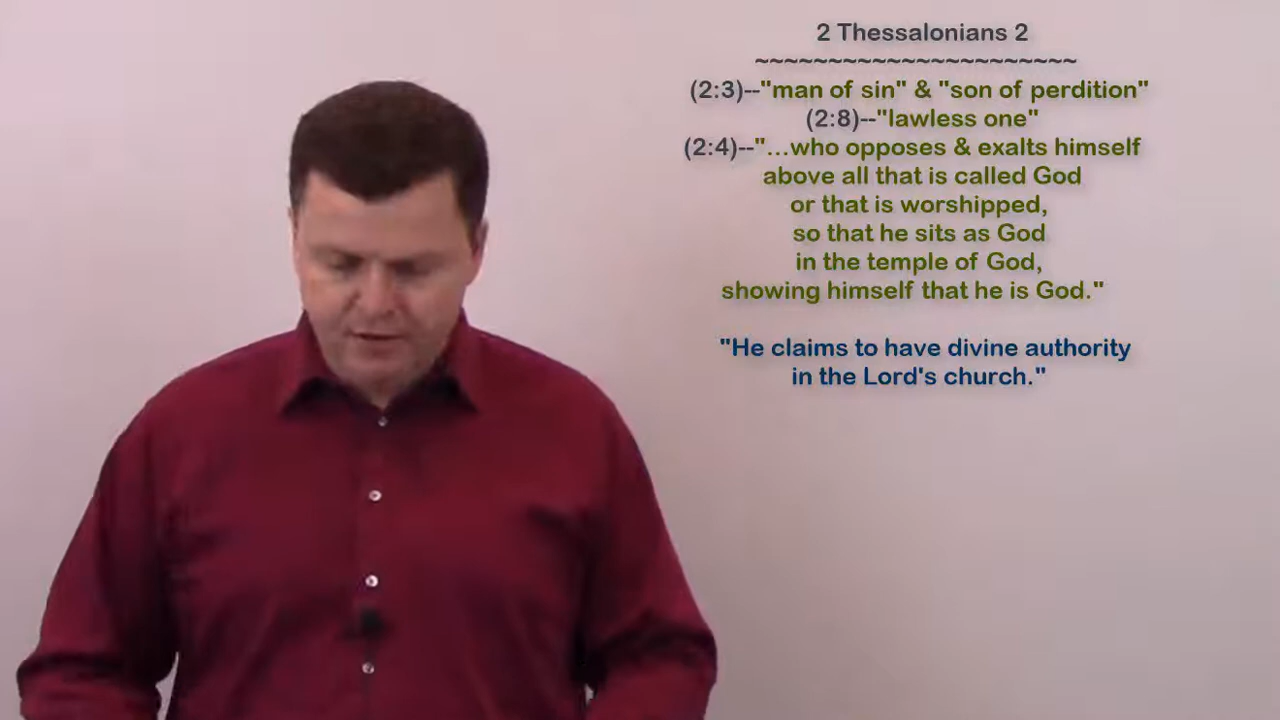 2 Thessalonians 2
~~~~~~~~~~~~~~~~~~~~~~
(2:3)--"man of sin" & "son of perdition"
(2:8)--"lawless one"
(2:4)--"...who opposes & exalts himself
above all that is called God
or that is worshipped,
so that he sits as God
in the temple of God,
showing himself that he is God."
"He claims to have divine authority
in the Lord's church."